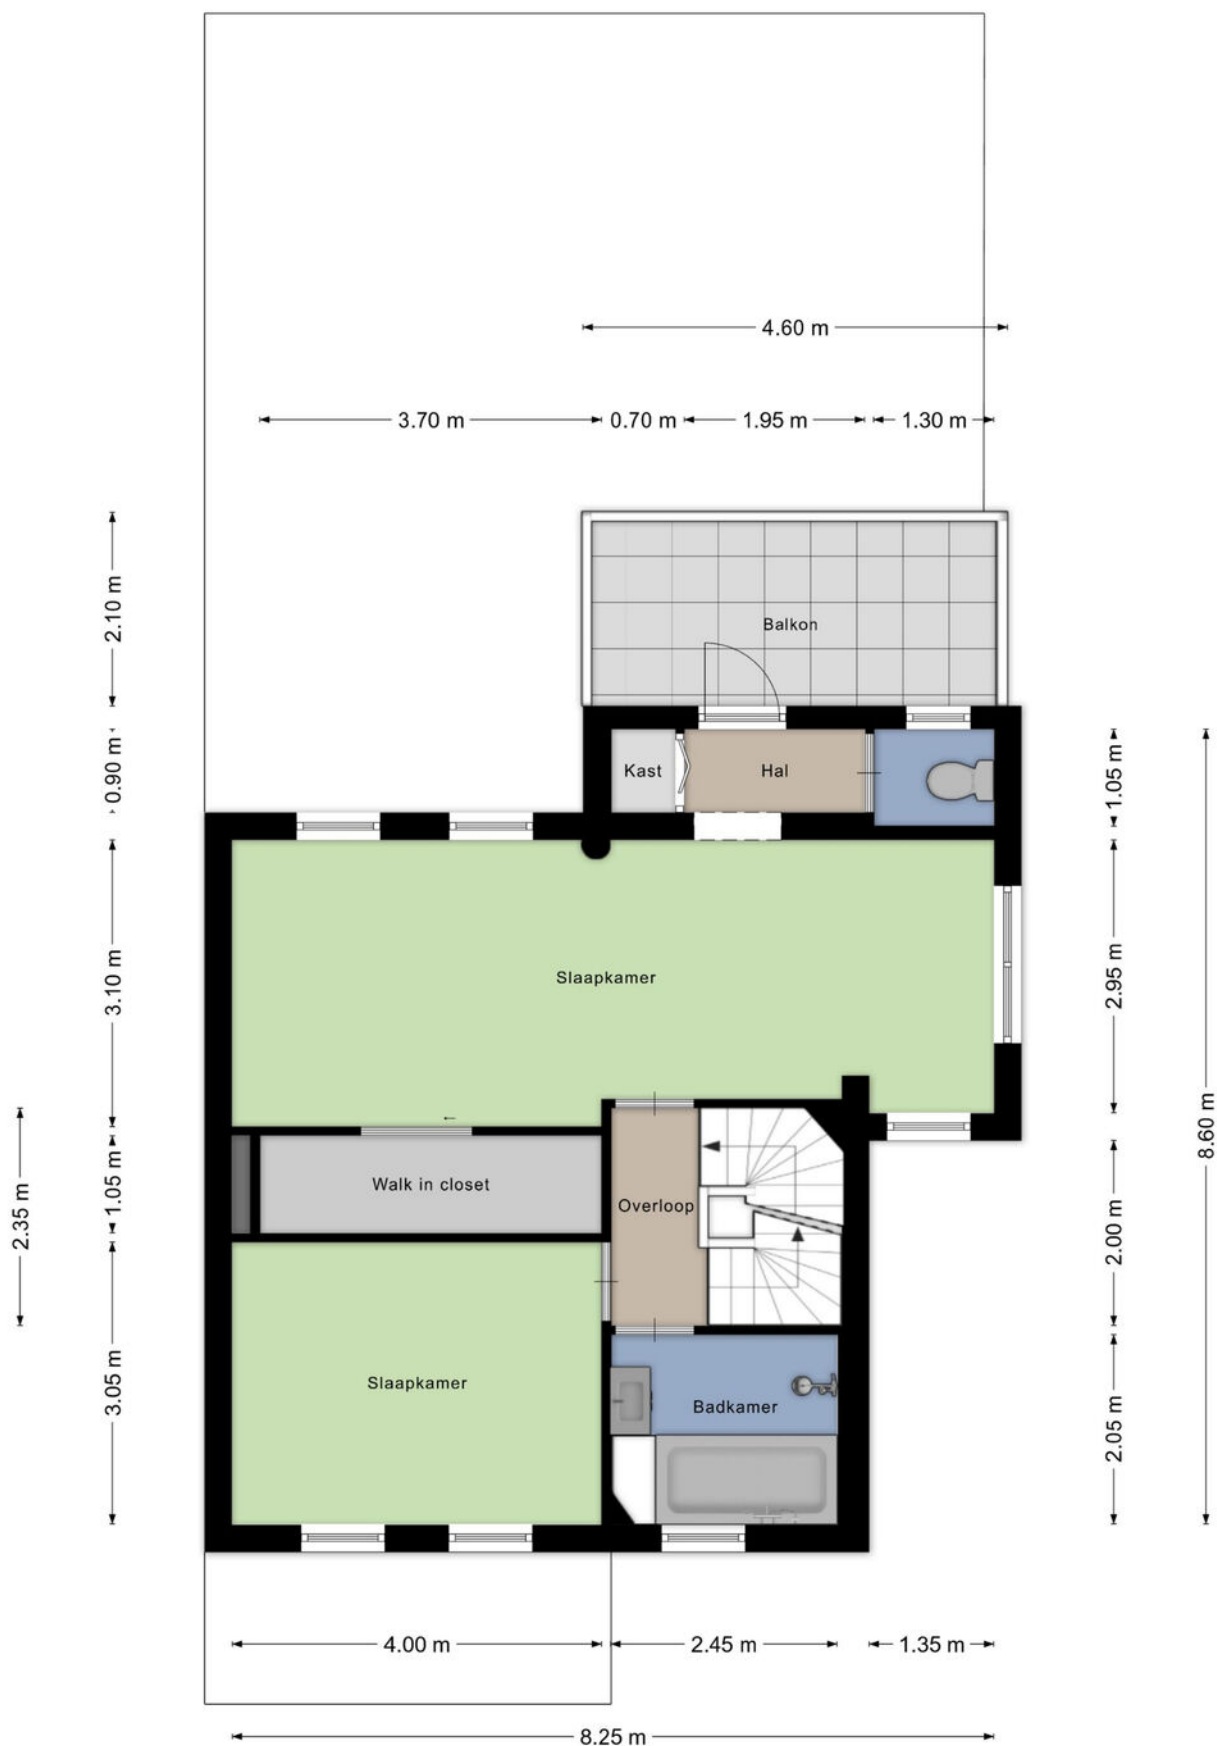 4.60 m
3.70 m
0.70 m
1.95 m
1.30 m
2.10 m
Balkon
0.90 m
Kast
Hal
1.05 m
3.10 m
Slaapkamer
2.95 m
8.60 m
2.35 m
1.05 m
Walk in closet
Overloop
2.00 m
3.05 m
Slaapkamer
Badkamer
2.05 m
4.00 m
2.45 m
1.35 m
8.25 m